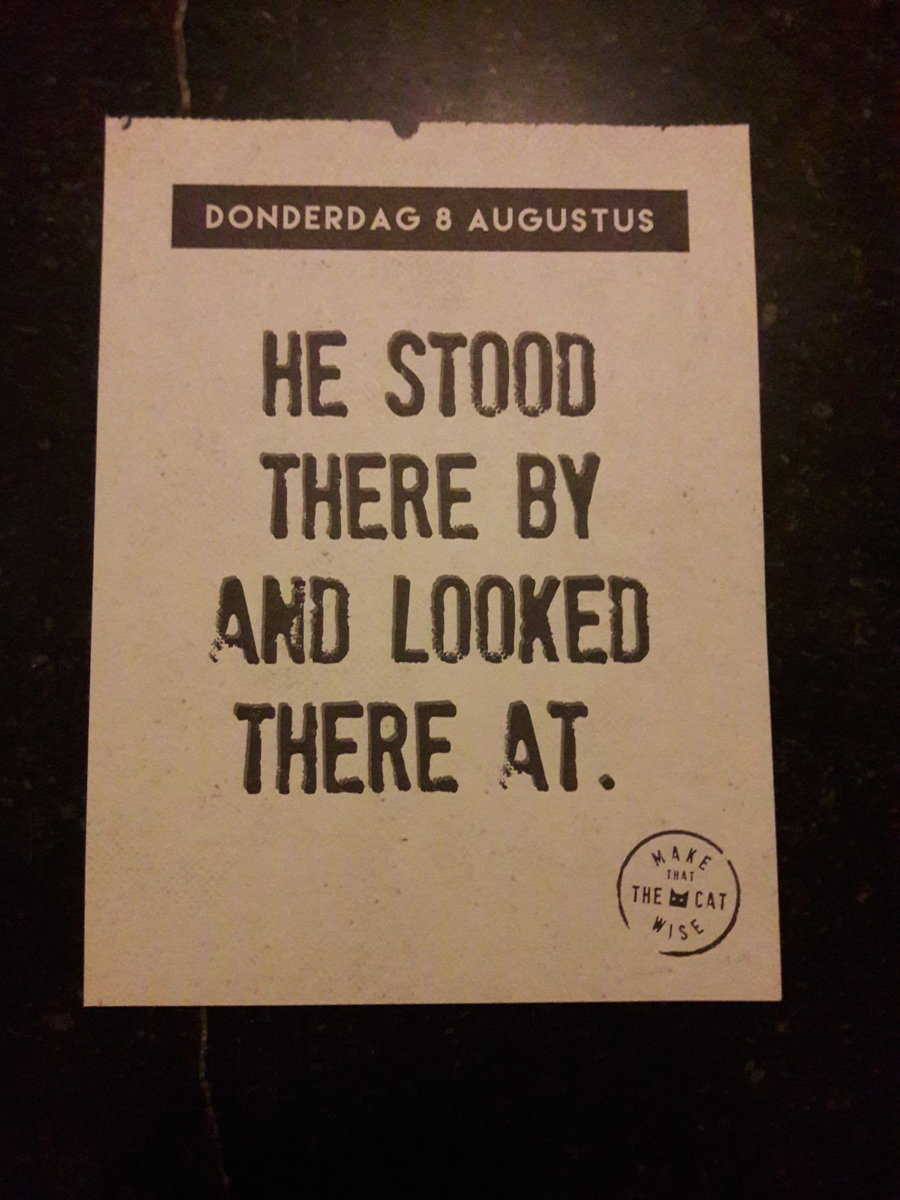 DONDERDAG 8 AUGUSTUS
HE STOOD
THERE BY
AND LOOKED
THERE AT.
MAKE
THAT
THE CAT
WISE